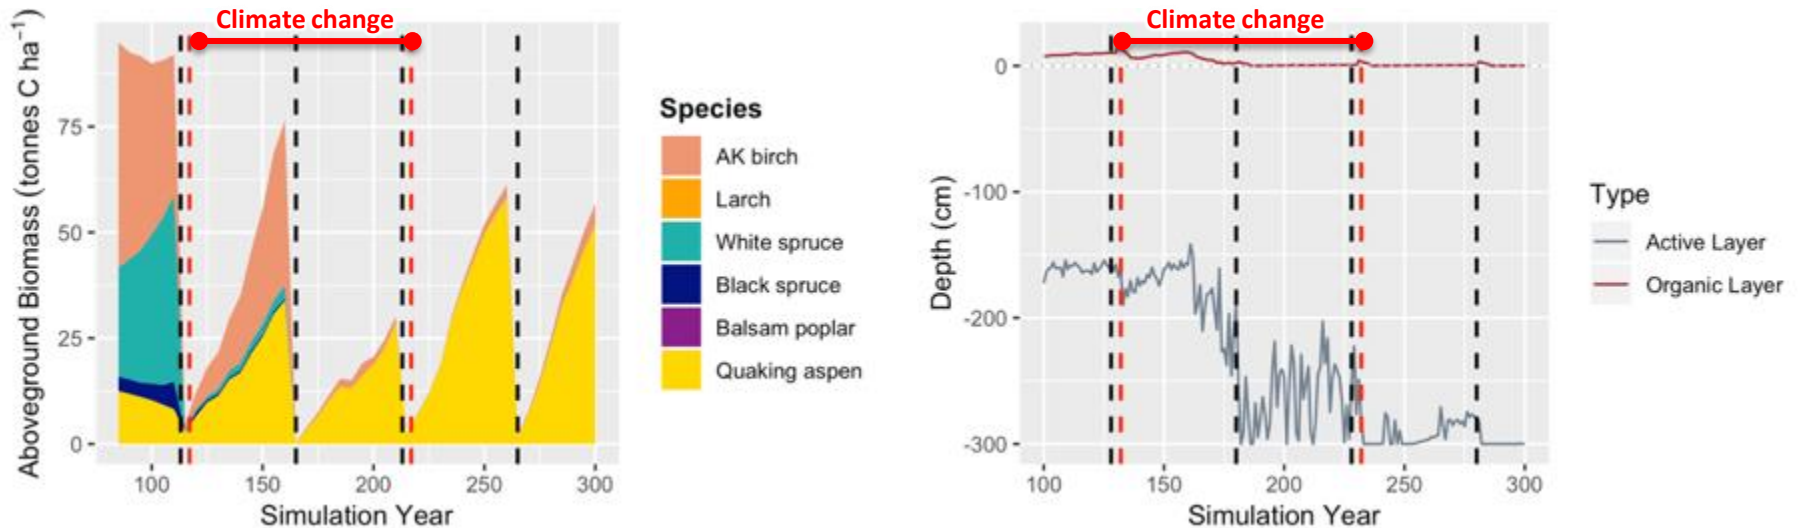 Climate change
Aboveground Biomass (tonnes C ha⁻¹)
75
50
25
0
100
150
200
250
300
Simulation Year
Species
AK birch
Larch
White spruce
Black spruce
Balsam poplar
Quaking aspen
Climate change
Depth (cm)
0
-100
-200
-300
100
150
200
250
300
Simulation Year
Type
Active Layer
Organic Layer